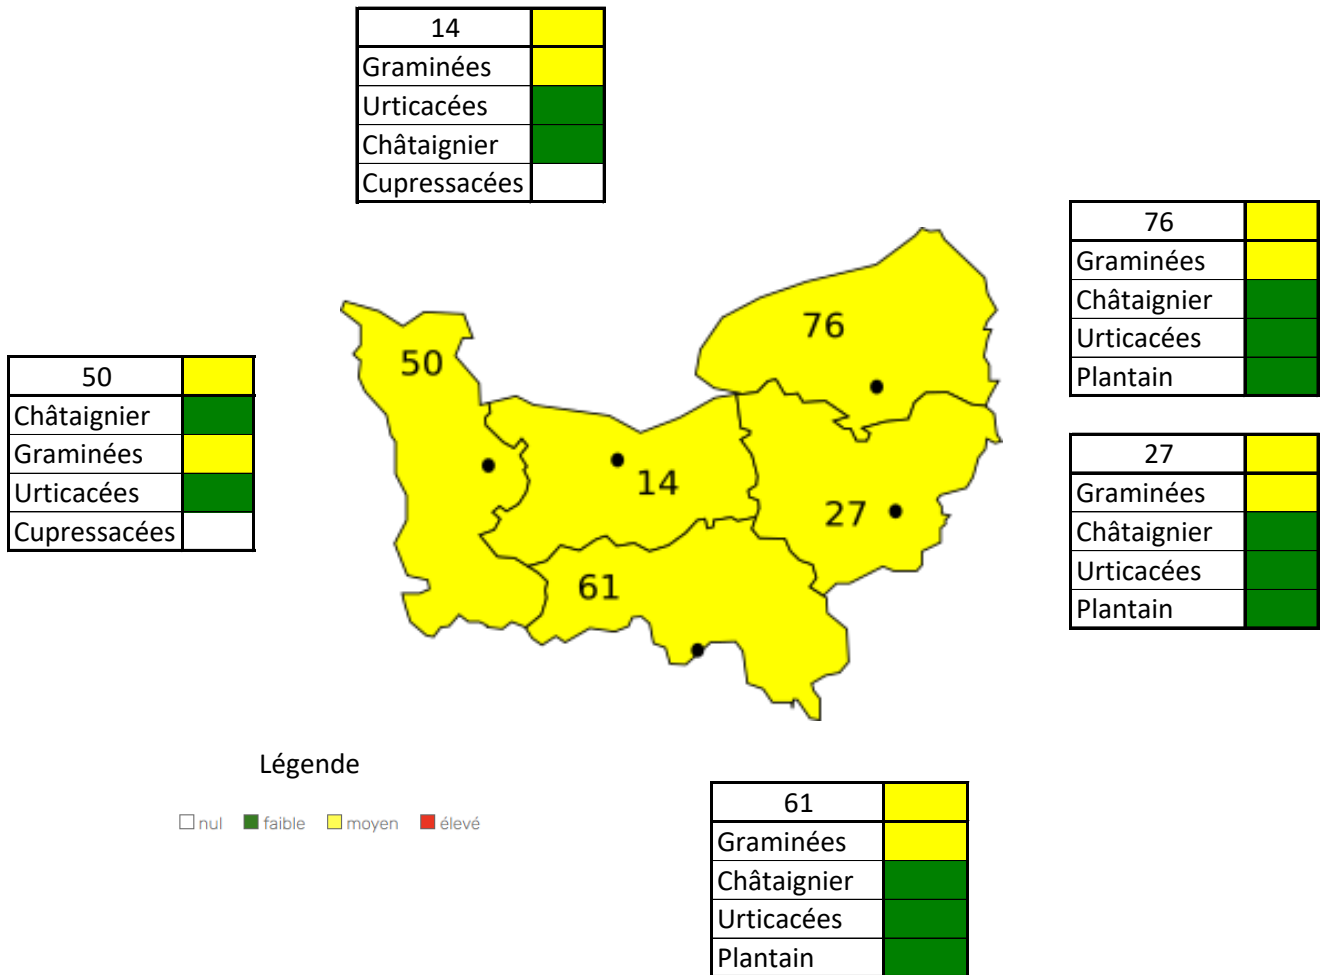 14
Graminées
Urticacées
Châtaignier
Cupressacées
76
Graminées
Châtaignier
Urticacées
Plantain
50
Châtaignier
Graminées
Urticacées
Cupressacées
27
Graminées
Châtaignier
Urticacées
Plantain
76
50
14
27
61
Légende
nul faible moyen élevé
61
Graminées
Châtaignier
Urticacées
Plantain